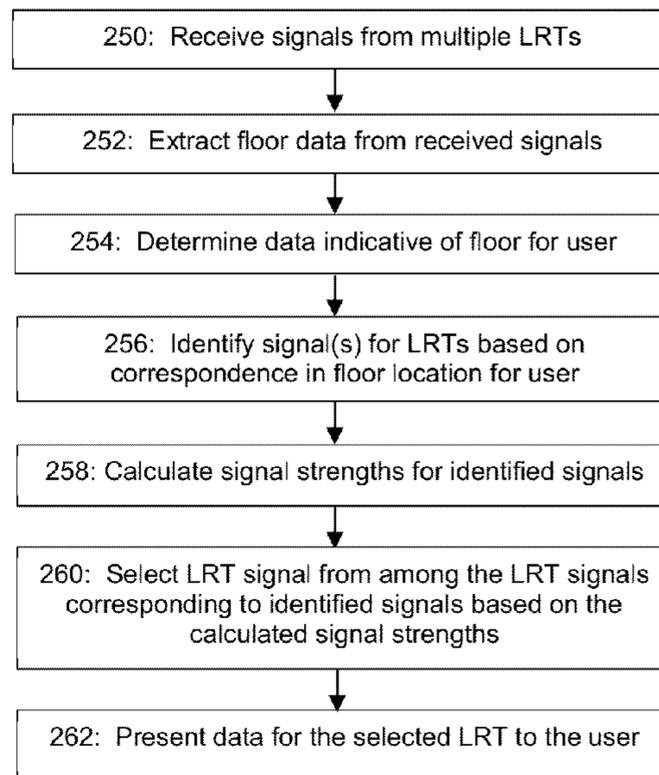 250: Receive signals from multiple LRTs
252: Extract floor data from received signals
254: Determine data indicative of floor for user
256: Identify signal(s) for LRTs based on
correspondence in floor location for user
258: Calculate signal strengths for identified signals
260: Select LRT signal from among the LRT signals
corresponding to identified signals based on the
calculated signal strengths
262: Present data for the selected LRT to the user